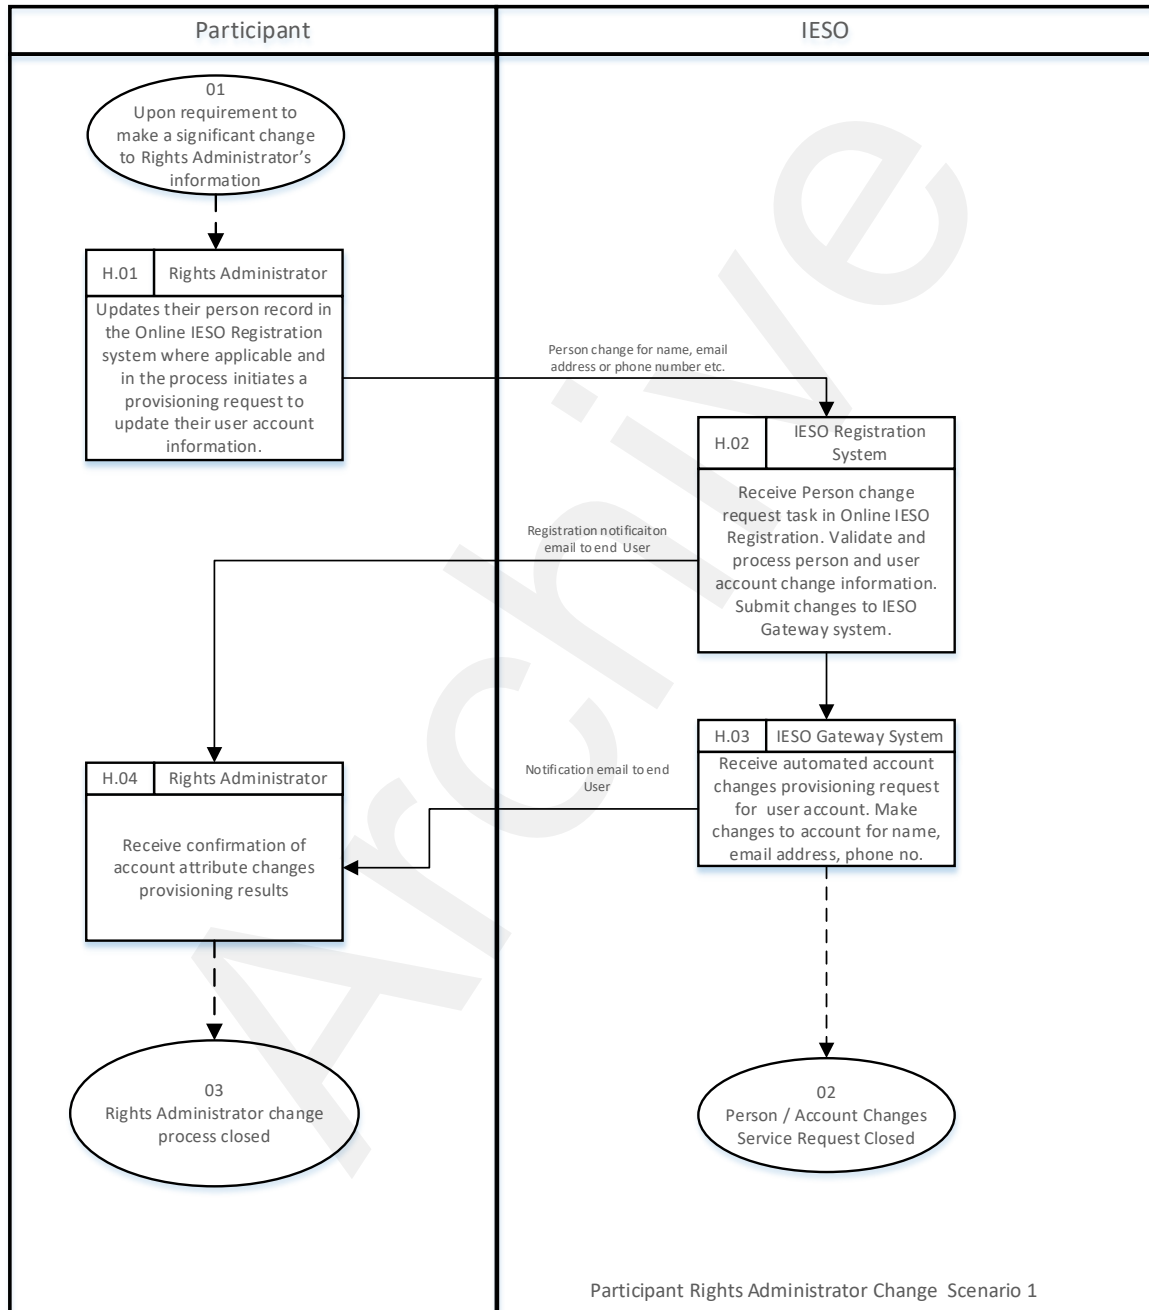 Participant
IESO
01
Upon requirement to
make a significant change
to Rights Administrator's
information
H.01
Rights Administrator
Updates their person record in
the Online IESO Registration
system where applicable and
in the process initiates a
provisioning request to
update their user account
information.
Person change for name, email
address or phone number etc.
H.02
IESO Registration
System
Receive Person change
request task in Online IESO
Registration. Validate and
process person and user
account change information.
Submit changes to IESO
Gateway system.
Registration notificaiton
email to end User
H.03
IESO Gateway System
Receive automated account
changes provisioning request
for user account. Make
changes to account for name,
email address, phone no.
Notification email to end
User
H.04
Rights Administrator
Receive confirmation of
account attribute changes
provisioning results
03
Rights Administrator change
process closed
02
Person / Account Changes
Service Request Closed
Participant Rights Administrator Change Scenario 1
Archive